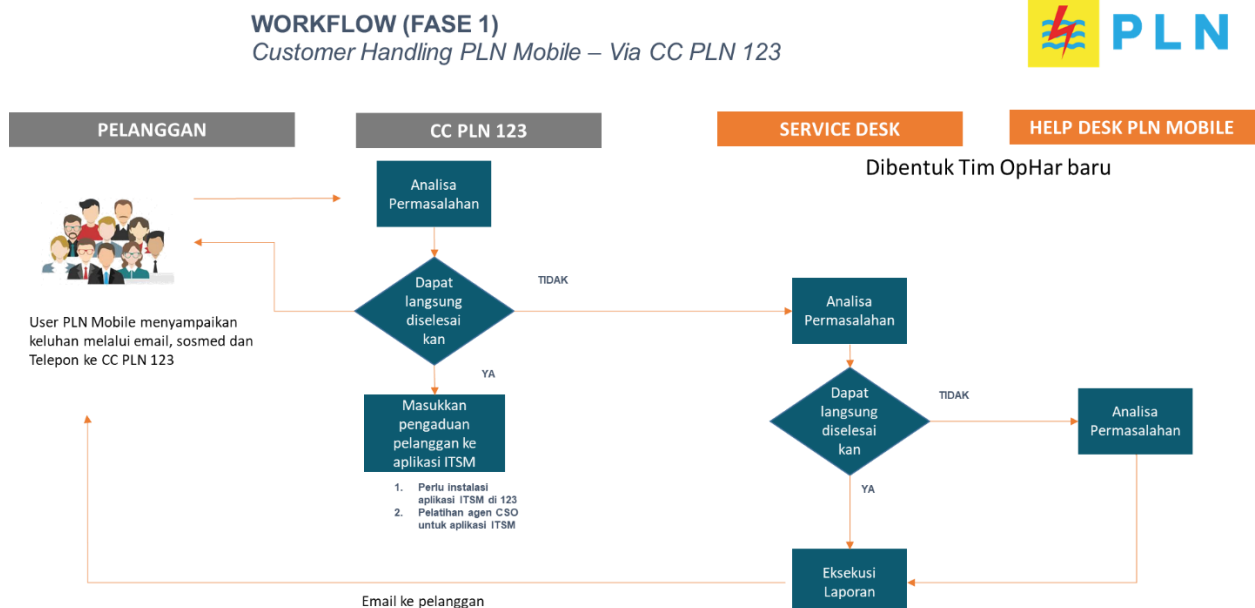 WORKFLOW (FASE 1)
Customer Handling PLN Mobile – Via CC PLN 123
PLN
PELANGGAN
CC PLN 123
SERVICE DESK
HELP DESK PLN MOBILE
Dibentuk Tim OpHar baru
Analisa
Permasalahan
Dapat
langsung
diselesai
kan
TIDAK
YA
User PLN Mobile menyampaikan
keluhan melalui email, sosmed dan
Telepon ke CC PLN 123
Masukkan
pengaduan
pelanggan ke
aplikasi ITSM
1. Perlu instalasi
aplikasi ITSM di 123
2. Pelatihan agen CSO
untuk aplikasi ITSM
Analisa
Permasalahan
Dapat
langsung
diselesai
kan
TIDAK
YA
Analisa
Permasalahan
Eksekusi
Laporan
Email ke pelanggan